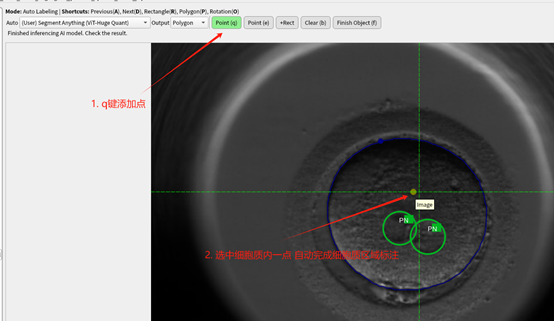 Mode: Auto Labeling | Shortcuts: Previous(A), Next(D), Rectangle(R), Polygon(P), Rotation(O)
Auto (User) Segment Anything (ViT-Huge Quant) Output Polygon Point (q) Point (e) +Rect Clear (b) Finish Object (f)
Finished inferencing AI model. Check the result.
1. q键添加点
Image
PN
PN
2. 选中细胞质内一点 自动完成细胞质 标注